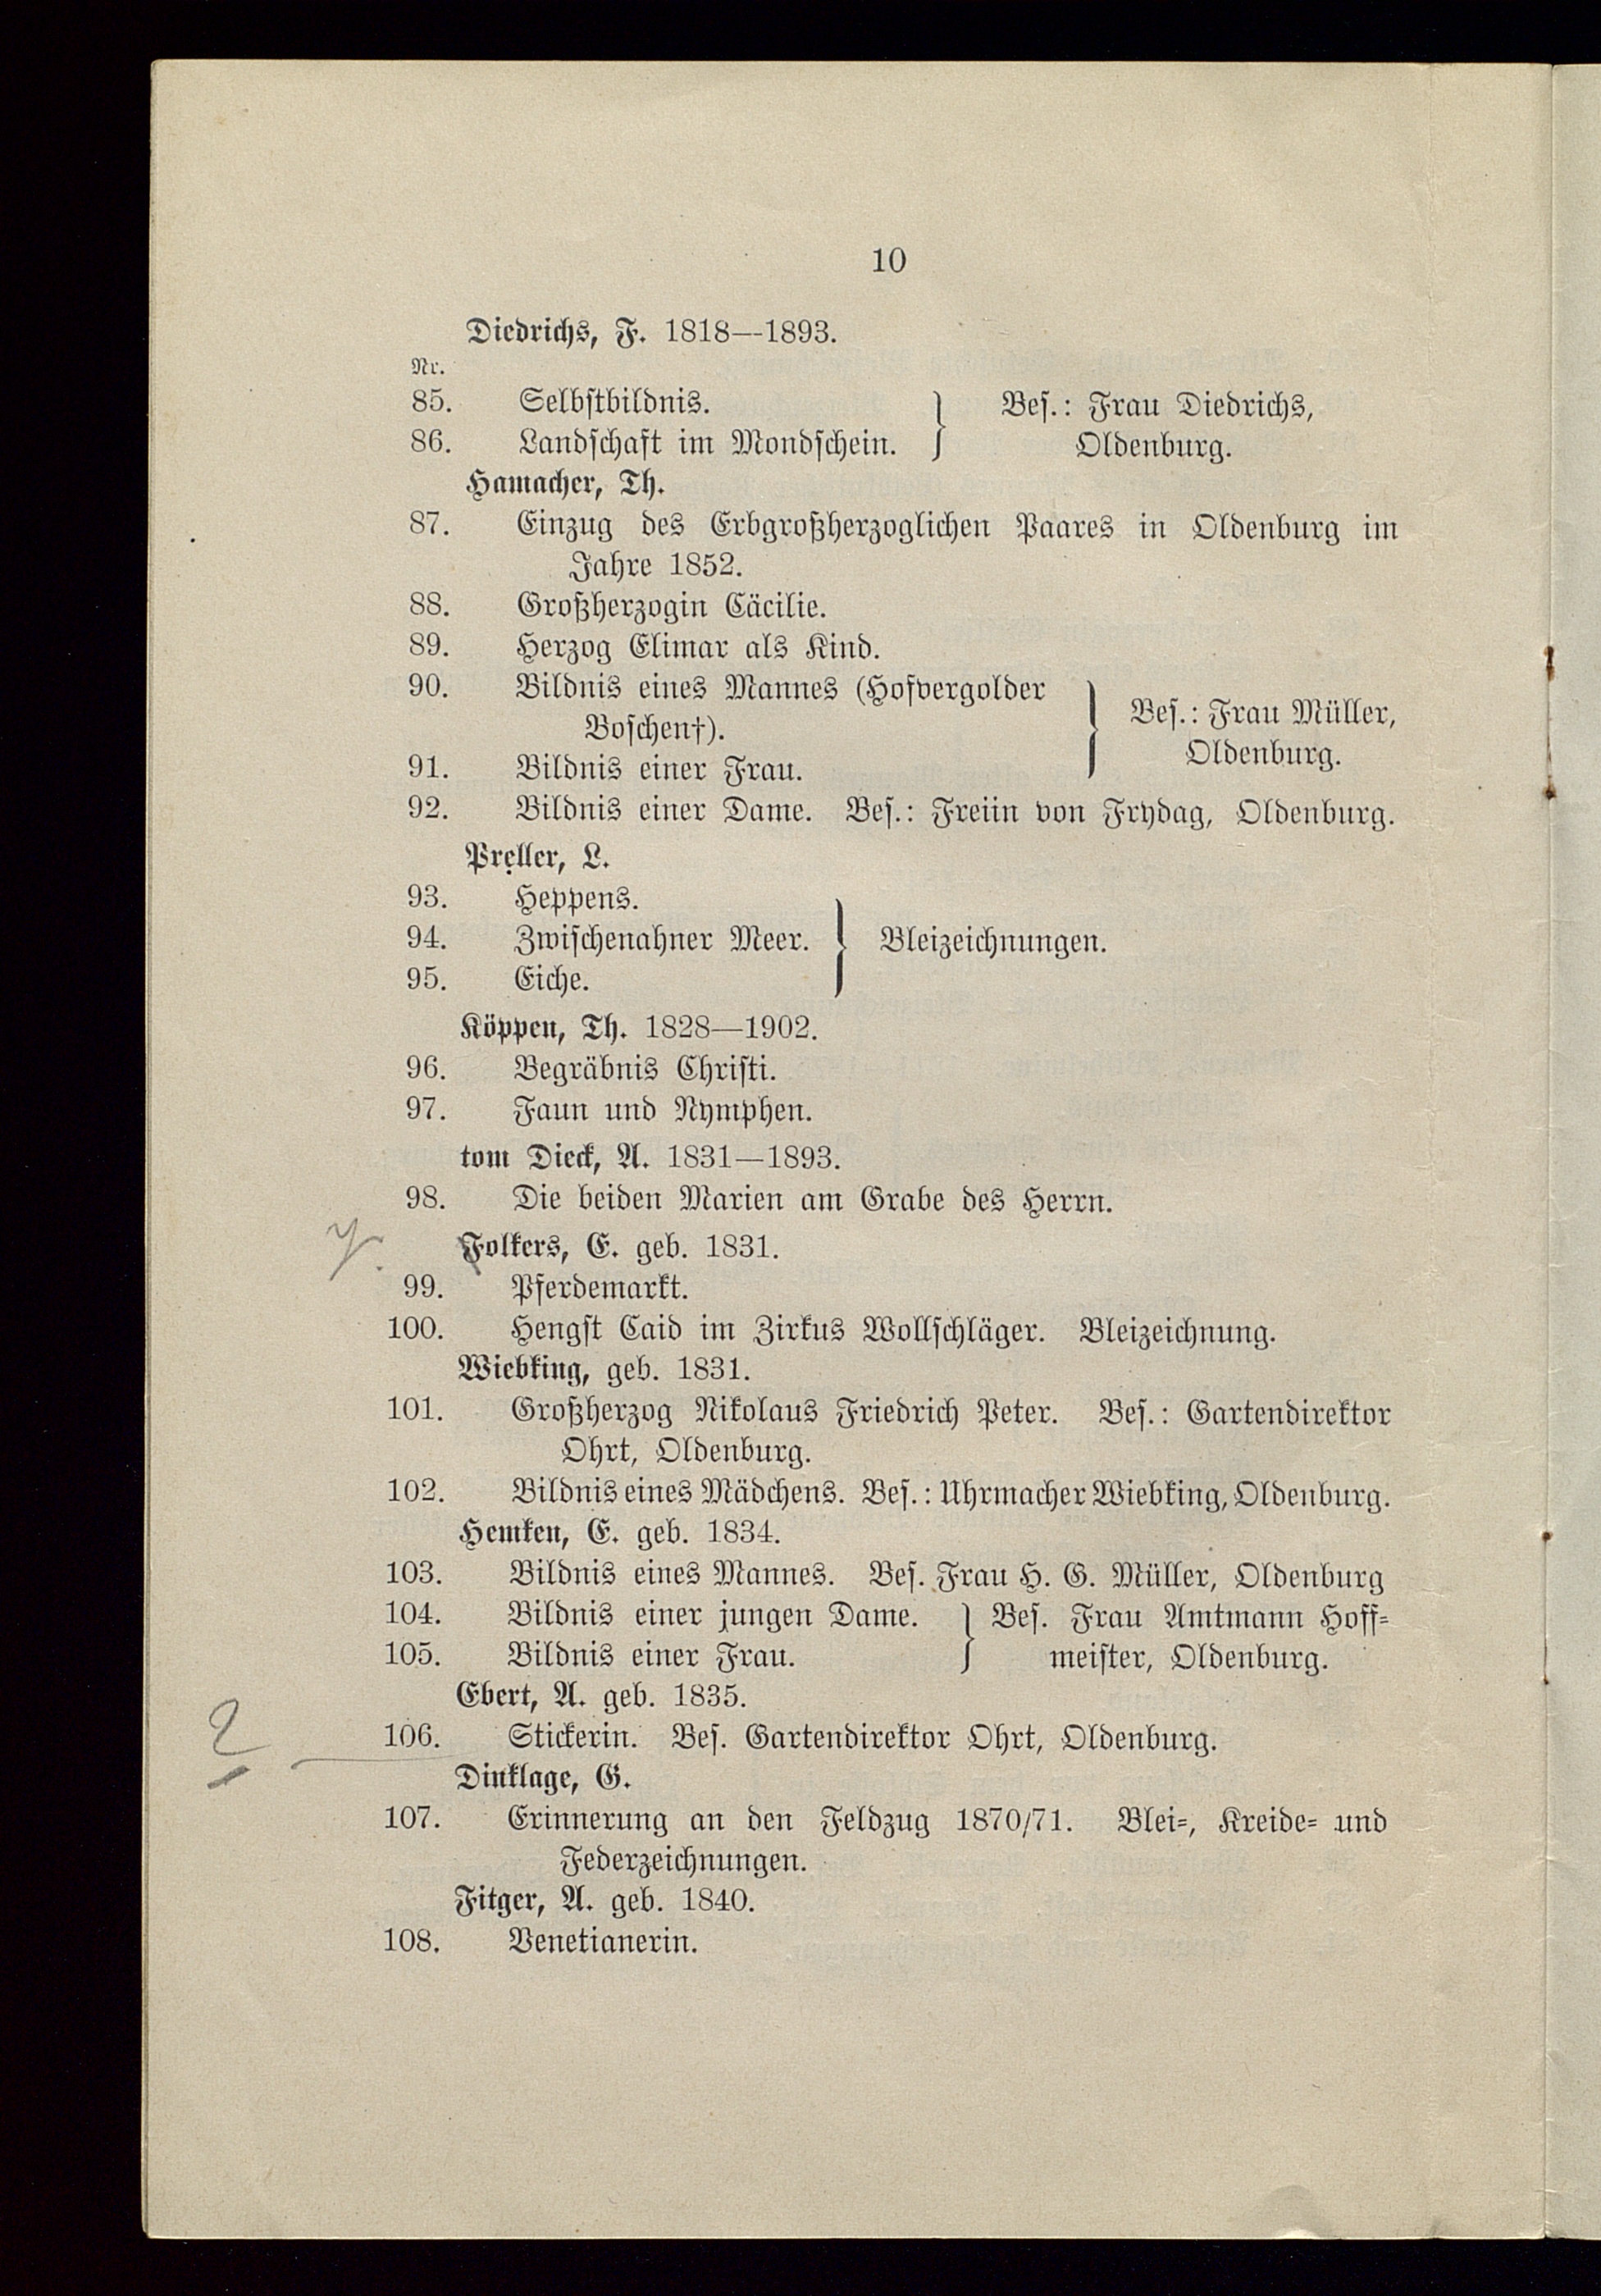 10
Diedrichs, F. 1818—1893.
Nr.
85. Selbstbildnis.
86. Landschaft im Mondschein.
} Bes.: Frau Diedrichs,
Oldenburg.
Hamacher, Th.
87. Einzug des Erbgroßherzoglichen Paares in Oldenburg im
Jahre 1852.
88. Großherzogin Cäcilie.
89. Herzog Elimar als Kind.
90. Bildnis eines Mannes (Hofvergolder
Boschen†).
91. Bildnis einer Frau.
} Bes.: Frau Müller,
Oldenburg.
92. Bildnis einer Dame. Bes.: Freiin von Frydag, Oldenburg.
Preller, L.
93. Heppens.
94. Zwischenahner Meer.
95. Eiche.
} Bleizeichnungen.
Köppen, Th. 1828—1902.
96. Begräbnis Christi.
97. Faun und Nymphen.
tom Dieck, A. 1831—1893.
98. Die beiden Marien am Grabe des Herrn.
Folkers, E. geb. 1831.
99. Pferdemarkt.
100. Hengst Caid im Zirkus Wollschläger. Bleizeichnung.
Wiebking, geb. 1831.
101. Großherzog Nikolaus Friedrich Peter. Bes.: Gartendirektor
Ohrt, Oldenburg.
102. Bildnis eines Mädchens. Bes.: Uhrmacher Wiebking, Oldenburg.
Hemken, E. geb. 1834.
103. Bildnis eines Mannes. Bes. Frau H. G. Müller, Oldenburg
104. Bildnis einer jungen Dame.
105. Bildnis einer Frau.
} Bes. Frau Amtmann Hoff-
meister, Oldenburg.
Ebert, A. geb. 1835.
106. Stickerin. Bes. Gartendirektor Ohrt, Oldenburg.
Dinklage, G.
107. Erinnerung an den Feldzug 1870/71. Blei-, Kreide- und
Federzeichnungen.
Fitger, A. geb. 1840.
108. Venetianerin.